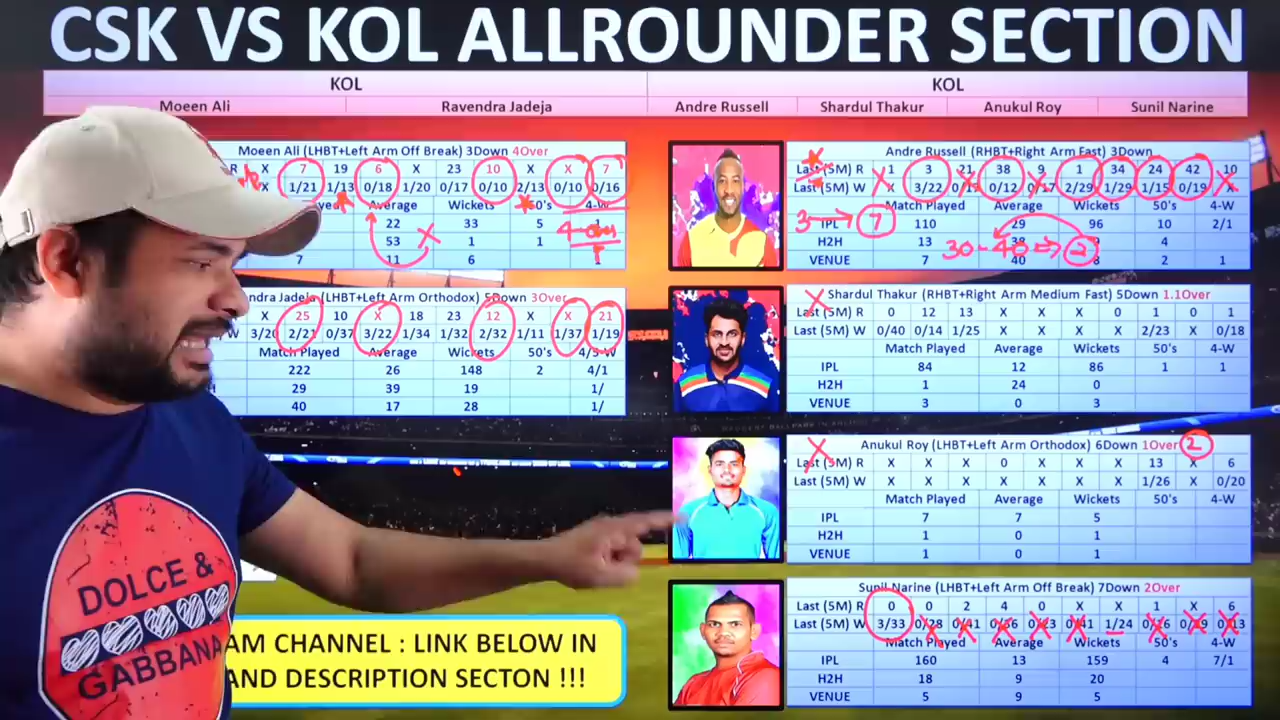 CSK VS KOL ALLROUNDER SECTION
KOL KOL
Moeen Ali Ravendra Jadeja Andre Russell Shardul Thakur Anukul Roy Sunil Narine
Moeen Ali (LHBT+Left Arm Off Break) 3Down 4Over
R X 7 19 6 X 23 10 X X 7
X 1/21 1/13 0/18 1/20 0/17 0/10 2/13 0/10 0/16
Wickets 50's 4-W
22 33 5 1
53 1 1
7 11 6 1
4-overs
Jadeja (LHBT+Left Arm Orthodox) 5Down 3Over
X 25 10 X 18 23 12 X X 21
W 3/20 2/21 0/37 3/22 1/34 1/32 2/32 1/11 1/37 1/19
Match Played Average Wickets 50's 4/5-W
222 26 148 2 4/1
29 39 19 1/
40 17 28 1/
Andre Russell (RHBT+Right Arm Fast) 3Down
Last (5M) R 1 3 21 38 9 1 34 24 42 10
Last (5M) W X 3/22 0/12 2/29 1/29 1/15 0/19 X
Match Played Average Wickets 50's 4-W
IPL 110 29 96 10 2/1
H2H 13 38 4
VENUE 7 40 8 2 1
3 → 7
30-40 → 2
Shardul Thakur (RHBT+Right Arm Medium Fast) 5Down 1.1Over
Last (5M) R 0 12 13 X X X 0 1 0 1
Last (5M) W 0/40 0/14 1/25 X X X X 2/23 X 0/18
Match Played Average Wickets 50's 4-W
IPL 84 12 86 1 1
H2H 1 24 0
VENUE 3 0 3
Anukul Roy (LHBT+Left Arm Orthodox) 6Down 1Over 2
Last (5M) R X X X 0 X X X 13 X 6
Last (5M) W X X X X X X X 1/26 X 0/20
Match Played Average Wickets 50's 4-W
IPL 7 7 5
H2H 1 0 1
VENUE 1 0 1
Sunil Narine (LHBT+Left Arm Off Break) 7Down 2Over
Last (5M) R 0 0 2 4 0 X X 1 X 6
Last (5M) W 3/33 0/28 0/41 0/23 0/41 1/24 0/13
Match Played Average Wickets 50's 4-W
IPL 160 13 159 4 7/1
H2H 18 9 20
VENUE 5 9 5
DOLCE &
GABBANA
AM CHANNEL : LINK BELOW IN
AND DESCRIPTION SECTON !!!